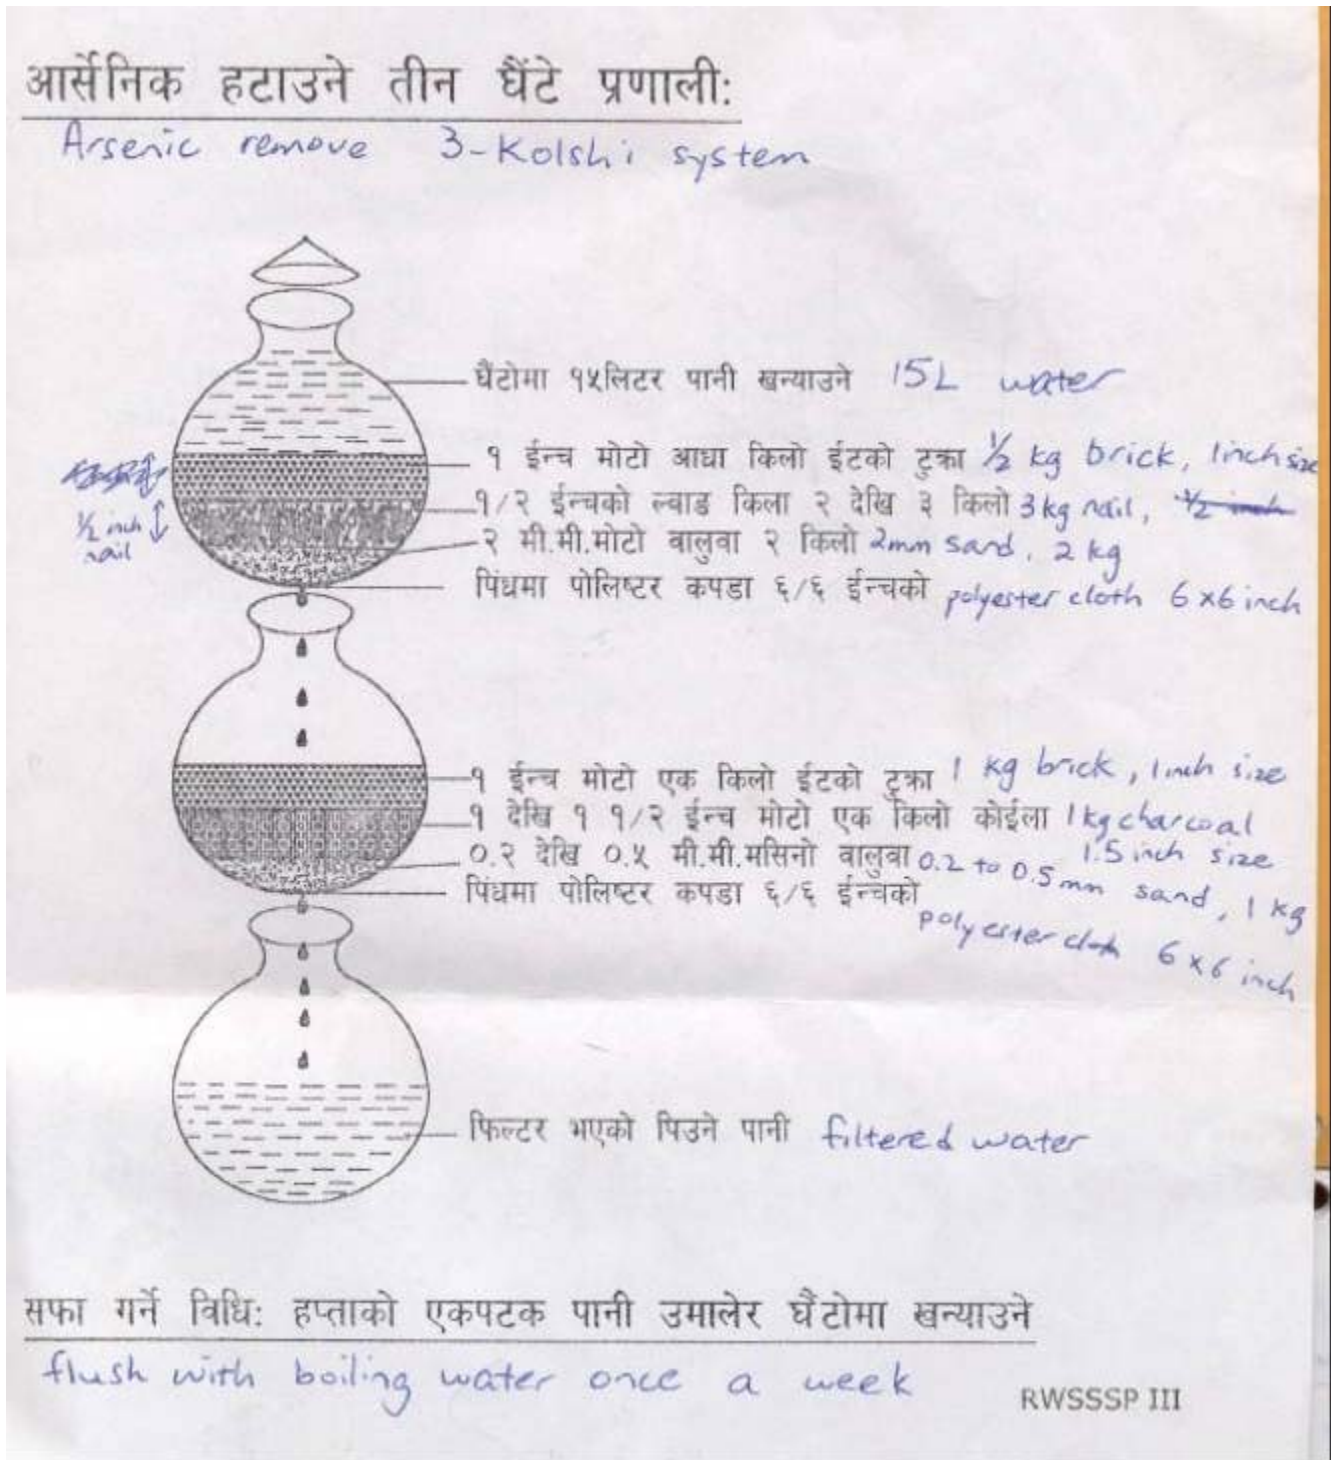 आर्सेनिक हटाउने तीन घैंटे प्रणाली:
Arsenic remove 3-Kolshi system
घैंटोमा १५लिटर पानी खन्याउने 15L water
१ ईन्च मोटो आधा किलो ईटको टुक्रा 1/2 kg brick, 1inch size
१/२ ईन्चको ल्वाड किला २ देखि ३ किलो 3kg nail, 1/2 inch
1/2 inch nail
२ मी.मी.मोटो वालुवा २ किलो 2mm sand, 2 kg
पिंधमा पोलिष्टर कपडा ६/६ ईन्चको polyester cloth 6x6 inch
१ ईन्च मोटो एक किलो ईटको टुक्रा 1 kg brick, 1inch size
१ देखि १ १/२ ईन्च मोटो एक किलो कोईला 1kg charcoal
1.5 inch size
०.२ देखि ०.५ मी.मी.मसिनो वालुवा 0.2 to 0.5mm sand, 1 kg
पिंधमा पोलिष्टर कपडा ६/६ ईन्चको
polyester cloth 6x6 inch
फिल्टर भएको पिउने पानी filtered water
सफा गर्ने विधि: हप्ताको एकपटक पानी उमालेर घैंटोमा खन्याउने
flush with boiling water once a week
RWSSSP III